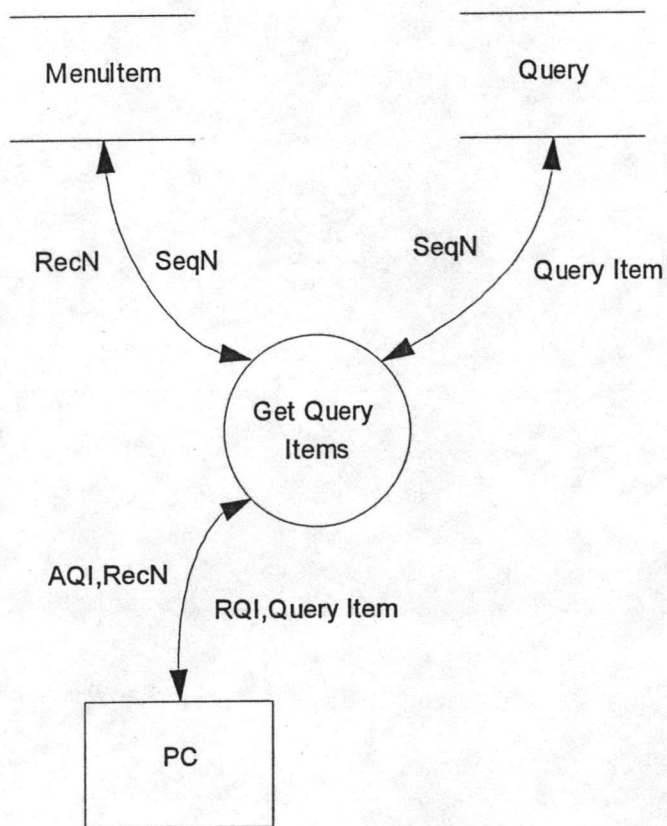 MenuItem
Query
RecN
SeqN
SeqN
Query Item
Get Query
Items
AQI,RecN
RQI,Query Item
PC